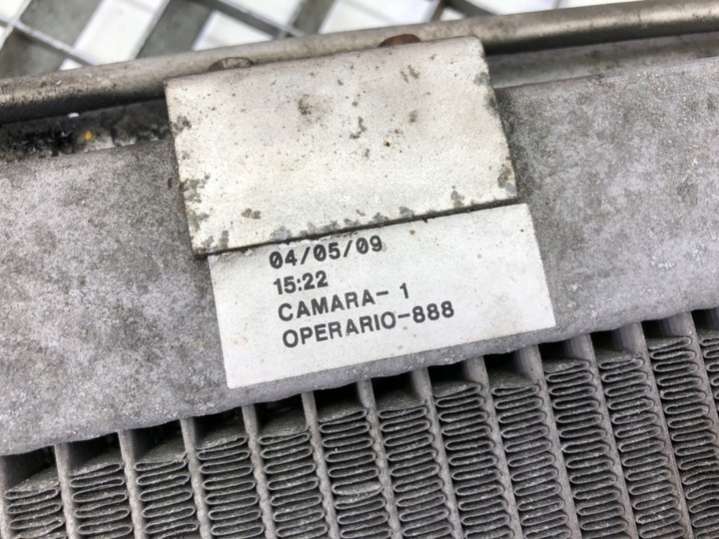 04/05/09
15:22
CAMARA- 1
OPERARIO-888